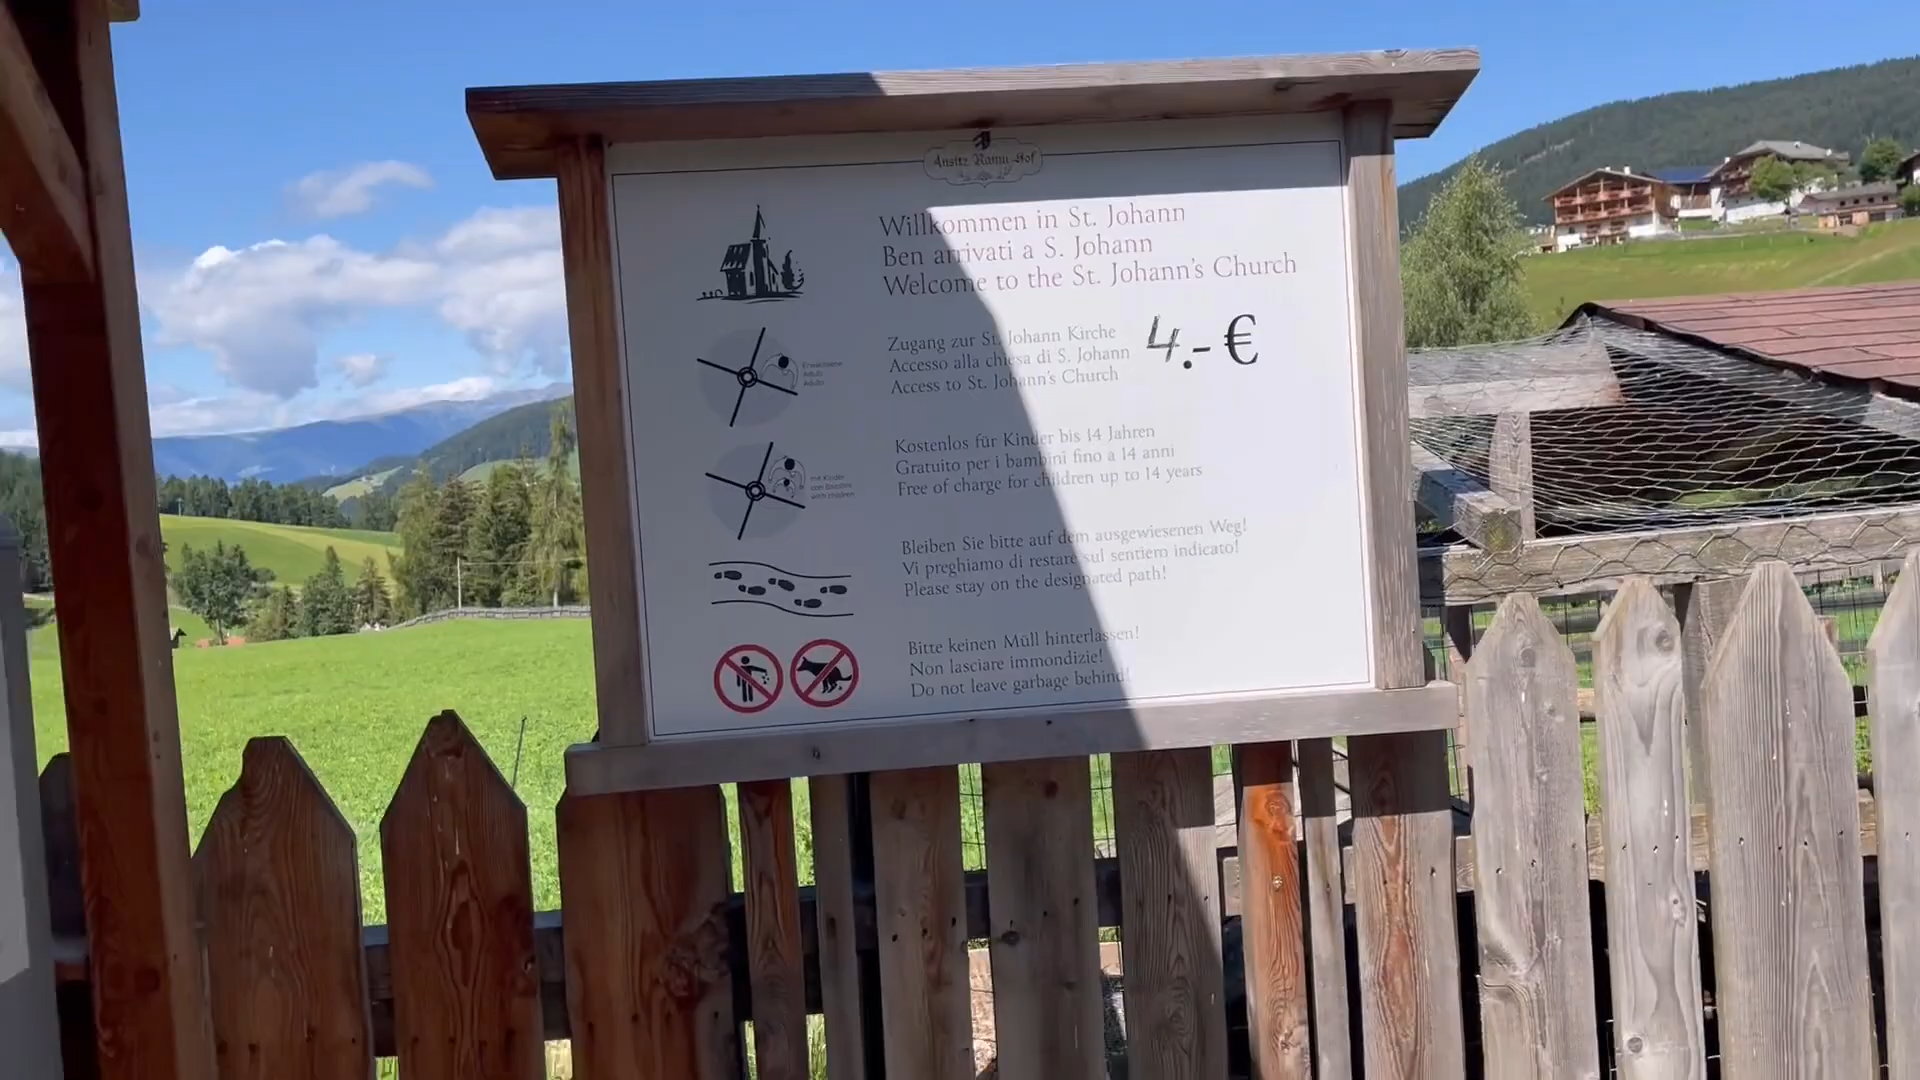 Ansitz Ranui-Hof
Willkommen in St. Johann
Ben arrivati a S. Johann
Welcome to the St. Johann's Church
Zugang zur St. Johann Kirche
Accesso alla chiesa di S. Johann
Access to St. Johann's Church
4.- €
Erwachsene
Adulti
Adults
Kostenlos für Kinder bis 14 Jahren
Gratuito per i bambini fino a 14 anni
Free of charge for children up to 14 years
mit Kinder
con Bambini
with children
Bleiben Sie bitte auf dem ausgewiesenen Weg!
Vi preghiamo di restare sul sentiero indicato!
Please stay on the designated path!
Bitte keinen Müll hinterlassen!
Non lasciare immondizie!
Do not leave garbage behind!